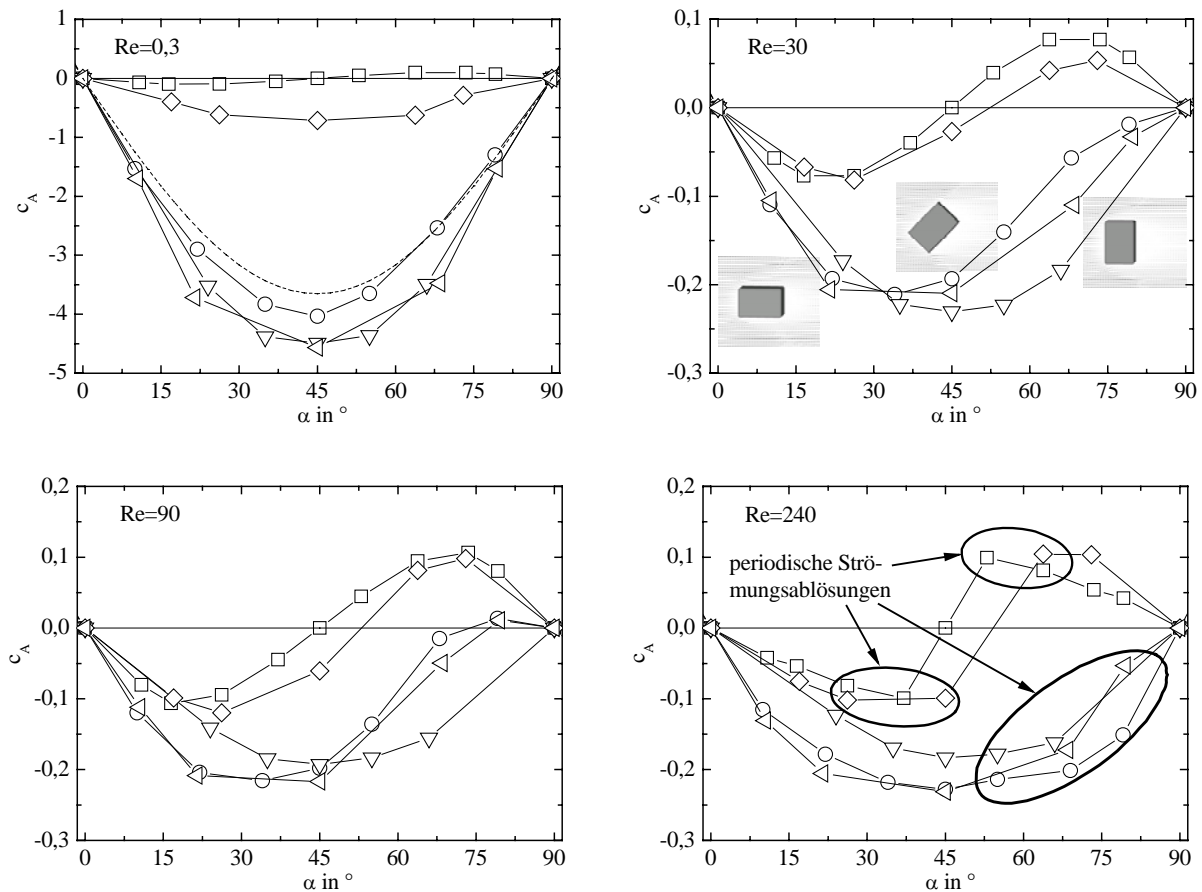 Re=0,3
1
0
-1
-2
-3
-4
-5
c_A
0 15 30 45 60 75 90
α in °
Re=30
0,1
0,0
-0,1
-0,2
-0,3
c_A
0 15 30 45 60 75 90
α in °
Re=90
0,2
0,1
0,0
-0,1
-0,2
-0,3
c_A
0 15 30 45 60 75 90
α in °
Re=240
periodische Strö-
mungsablösungen
0,2
0,1
0,0
-0,1
-0,2
-0,3
c_A
0 15 30 45 60 75 90
α in °